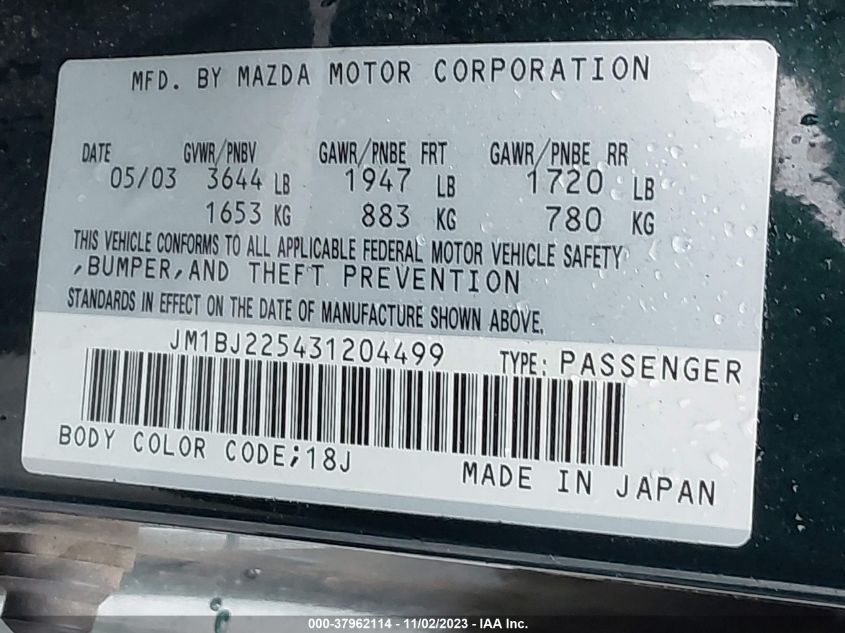 MFD. BY MAZDA MOTOR CORPORATION
DATE GVWR/PNBV GAWR/PNBE FRT GAWR/PNBE RR
05/03 3644 LB 1947 LB 1720 LB
1653 KG 883 KG 780 KG
THIS VEHICLE CONFORMS TO ALL APPLICABLE FEDERAL MOTOR VEHICLE SAFETY
,BUMPER,AND THEFT PREVENTION
STANDARDS IN EFFECT ON THE DATE OF MANUFACTURE SHOWN ABOVE.
JM1BJ225431204499 TYPE: PASSENGER
BODY COLOR CODE;18J
MADE IN JAPAN
000-37962114 - 11/02/2023 - IAA Inc.